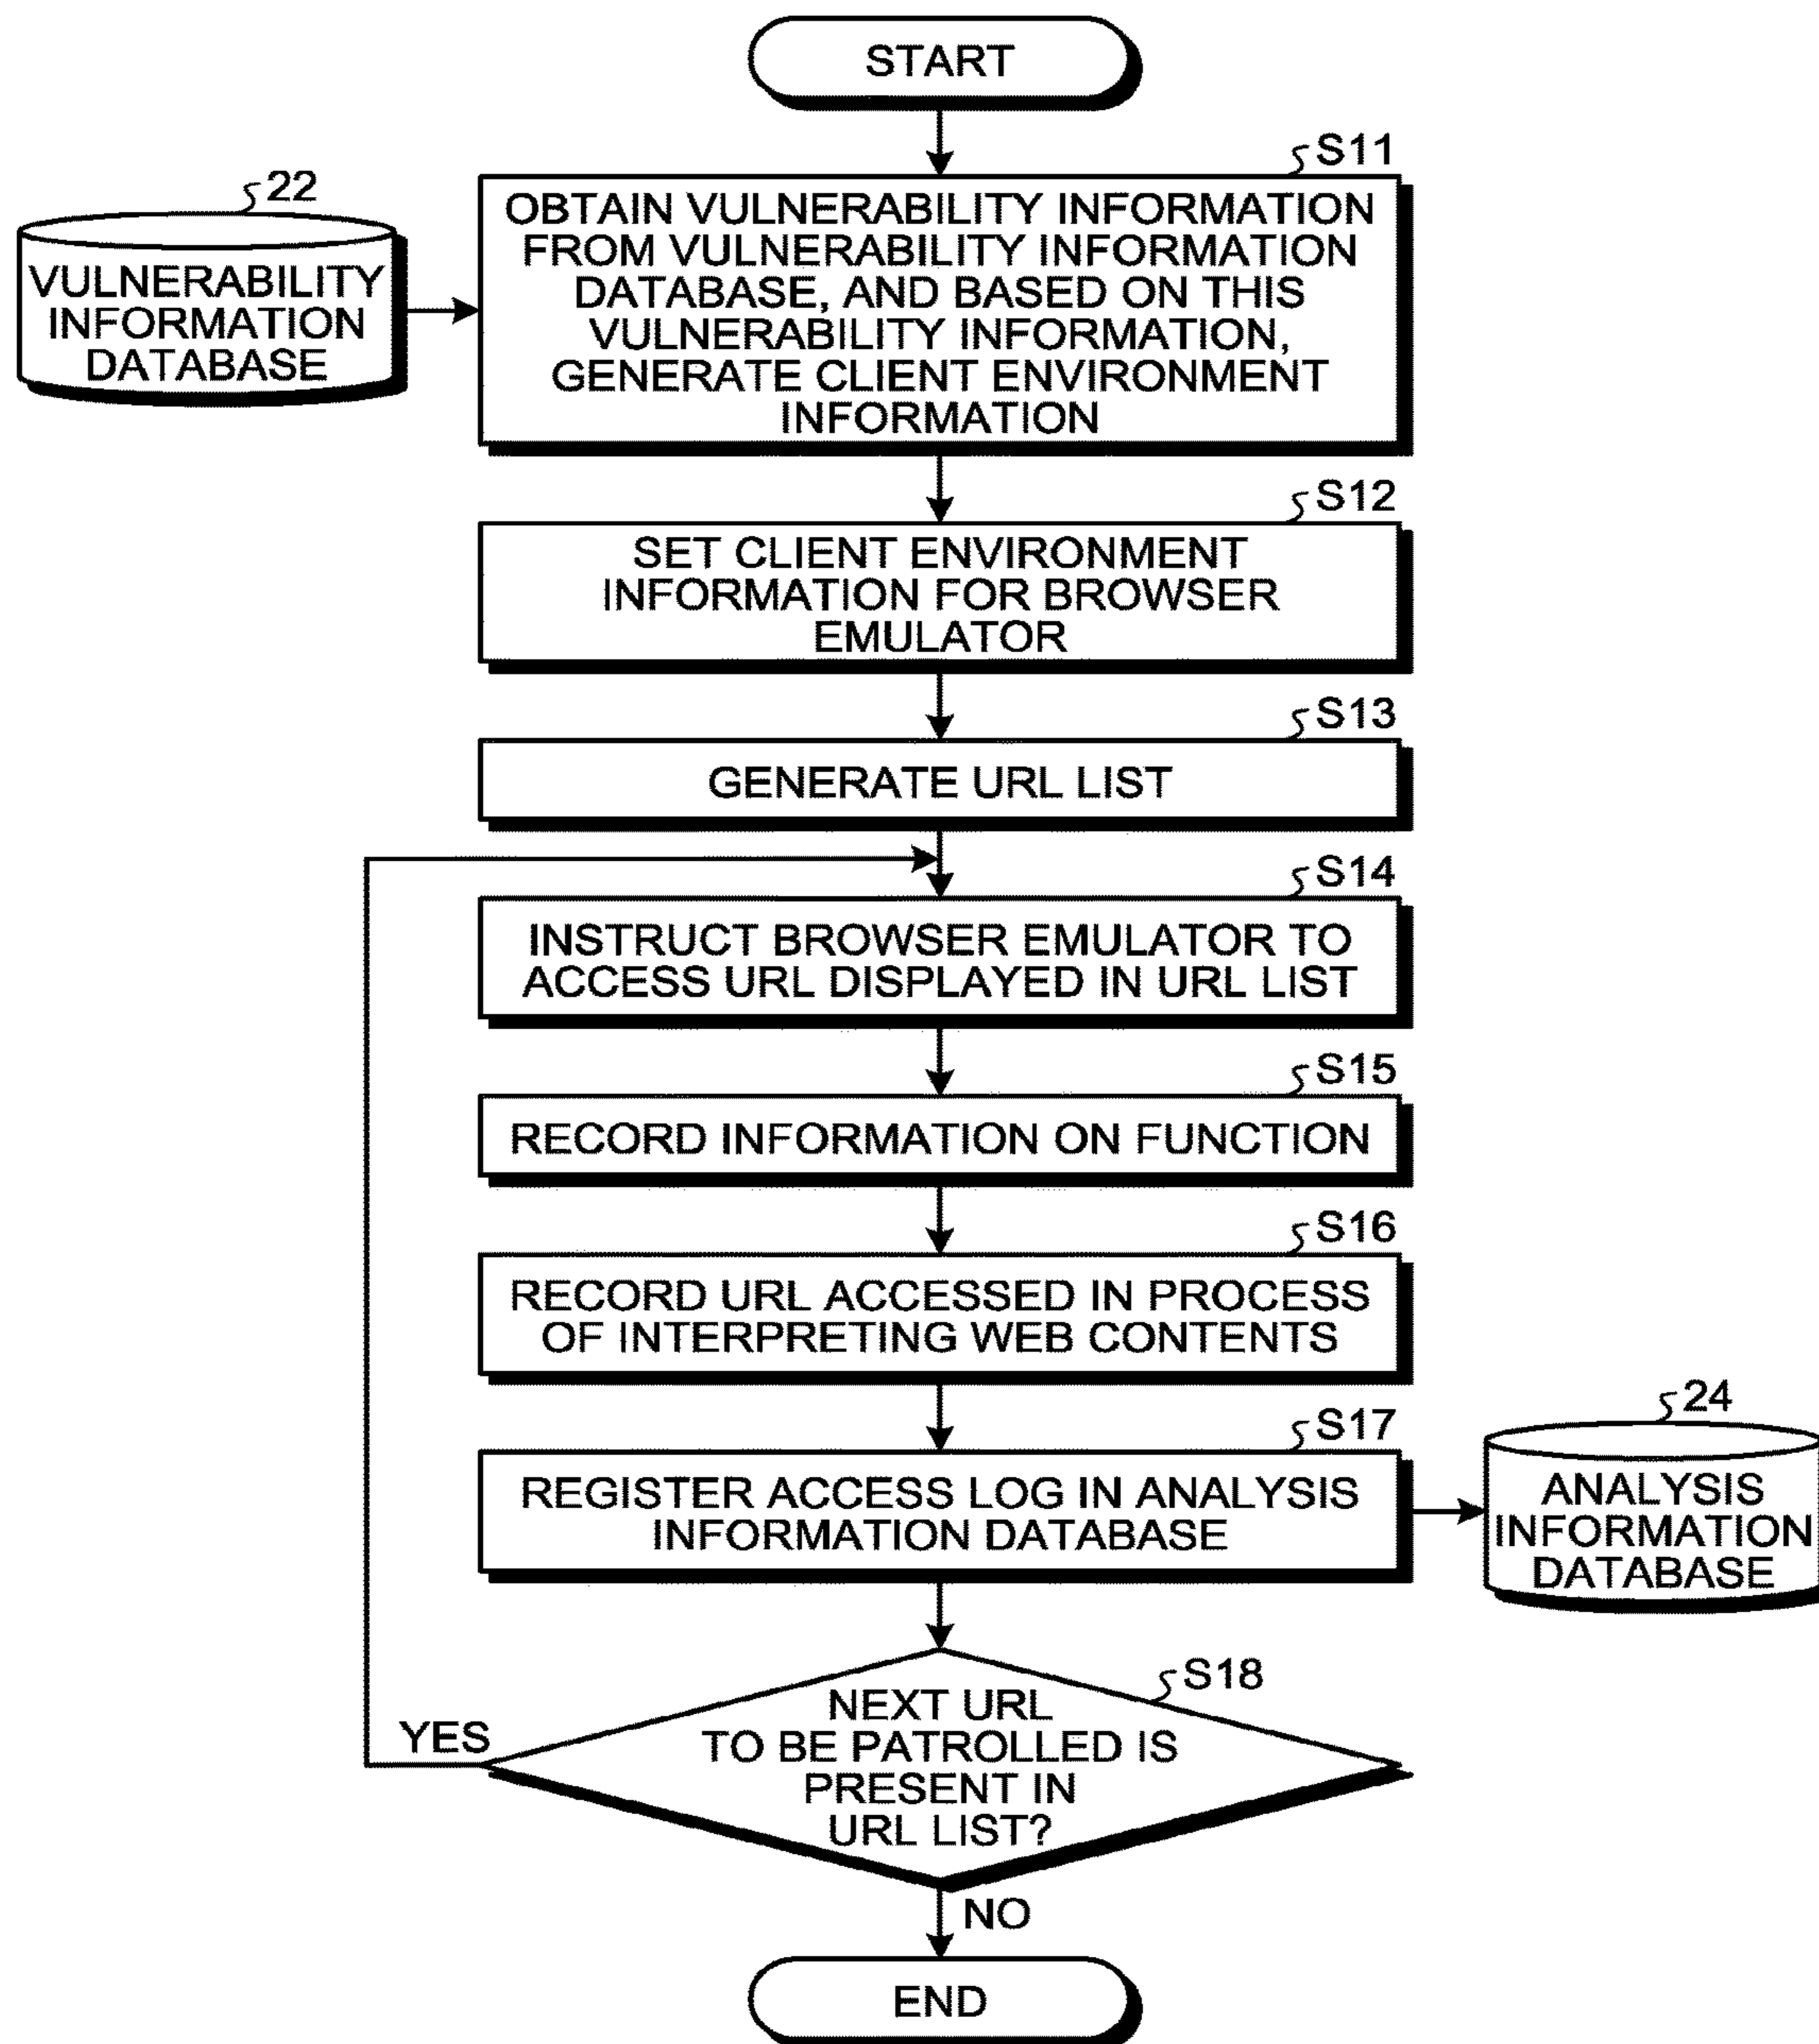 START
S11
22
OBTAIN VULNERABILITY INFORMATION
FROM VULNERABILITY INFORMATION
DATABASE, AND BASED ON THIS
VULNERABILITY INFORMATION,
GENERATE CLIENT ENVIRONMENT
INFORMATION
VULNERABILITY
INFORMATION
DATABASE
S12
SET CLIENT ENVIRONMENT
INFORMATION FOR BROWSER
EMULATOR
S13
GENERATE URL LIST
S14
INSTRUCT BROWSER EMULATOR TO
ACCESS URL DISPLAYED IN URL LIST
S15
RECORD INFORMATION ON FUNCTION
S16
RECORD URL ACCESSED IN PROCESS
OF INTERPRETING WEB CONTENTS
S17
REGISTER ACCESS LOG IN ANALYSIS
INFORMATION DATABASE
24
ANALYSIS
INFORMATION
DATABASE
S18
NEXT URL
TO BE PATROLLED IS
PRESENT IN
URL LIST?
YES
NO
END